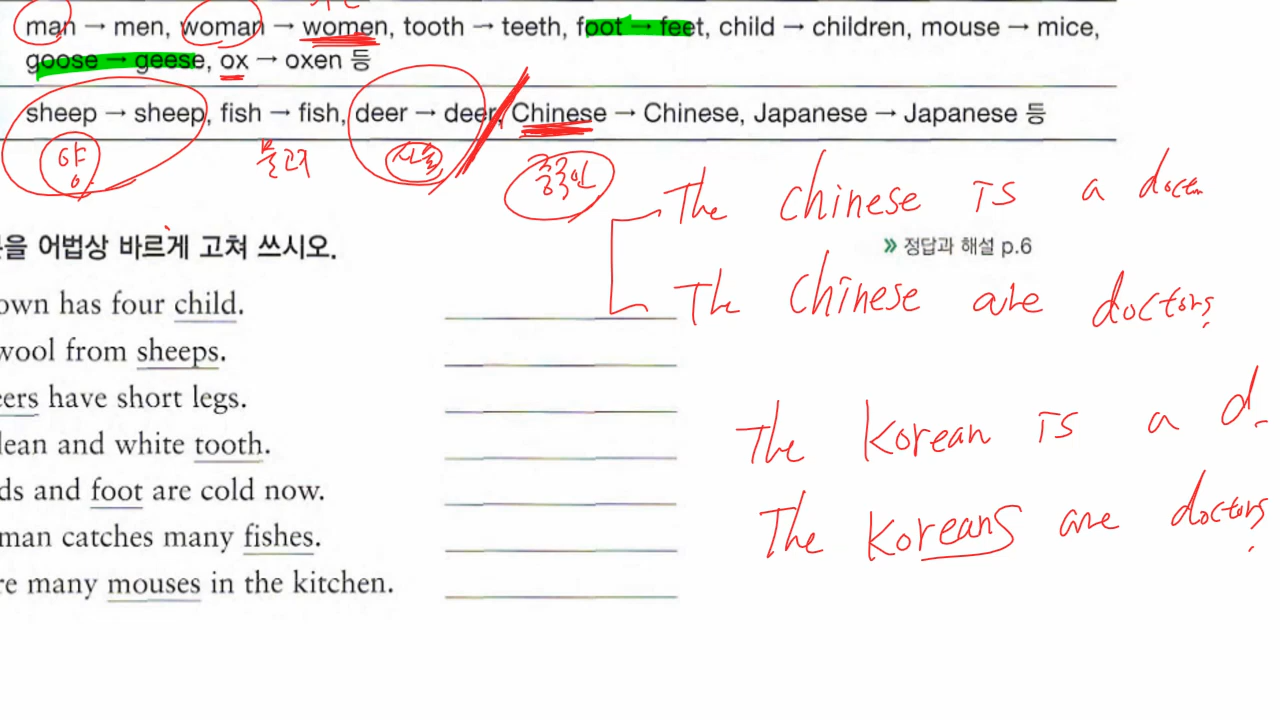 man → men, woman → women, tooth → teeth, foot → feet, child → children, mouse → mice,
goose → geese, ox → oxen 등
sheep → sheep, fish → fish, deer → deer, Chinese → Chinese, Japanese → Japanese 등
양 물고기 사슴 중국인
The Chinese is a
을 어법상 바르게 고쳐 쓰시오.
» 정답과 해설 p.6
The Chinese are doctors.
own has four child.
wool from sheeps.
eers have short legs.
The Korean is a d
lean and white tooth.
ds and foot are cold now.
The Koreans are doctors.
man catches many fishes.
re many mouses in the kitchen.